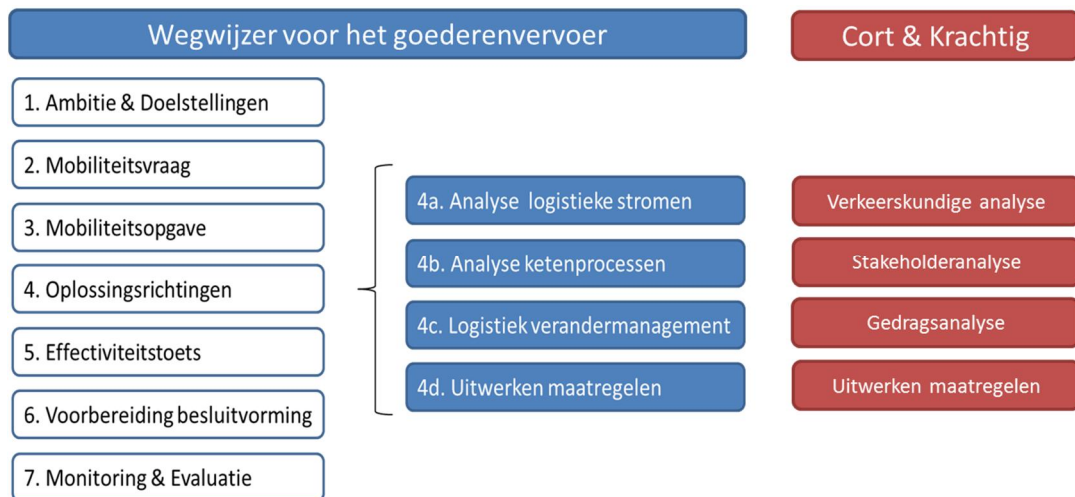 Wegwijzer voor het goederenvervoer
Cort & Krachtig
1. Ambitie & Doelstellingen
2. Mobiliteitsvraag
3. Mobiliteitsopgave
4. Oplossingsrichtingen
5. Effectiviteitstoets
6. Voorbereiding besluitvorming
7. Monitoring & Evaluatie
4a. Analyse logistieke stromen
4b. Analyse ketenprocessen
4c. Logistiek verandermanagement
4d. Uitwerken maatregelen
Verkeerskundige analyse
Stakeholderanalyse
Gedragsanalyse
Uitwerken maatregelen